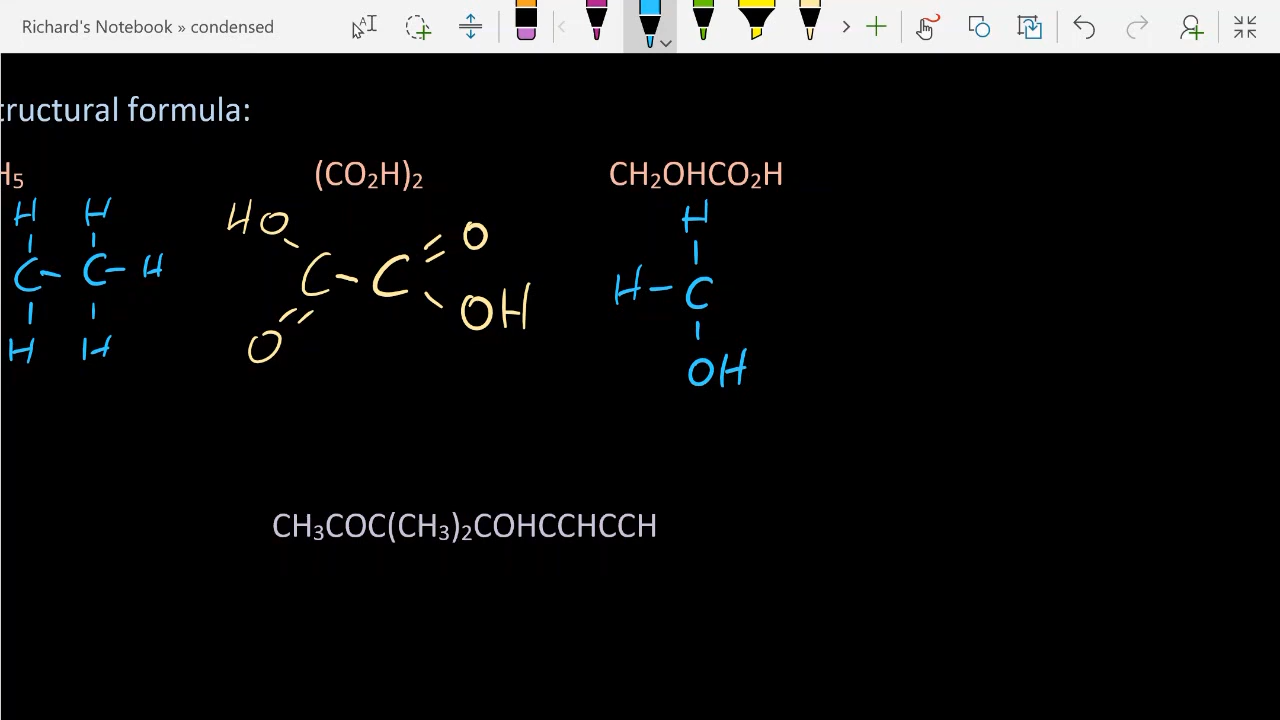 Richard's Notebook » condensed
tructural formula:
H₅ (CO₂H)₂ CH₂OHCO₂H
H H HO O H
C C H C C H C
H H O OH OH
CH₃COC(CH₃)₂COHCCHCCH